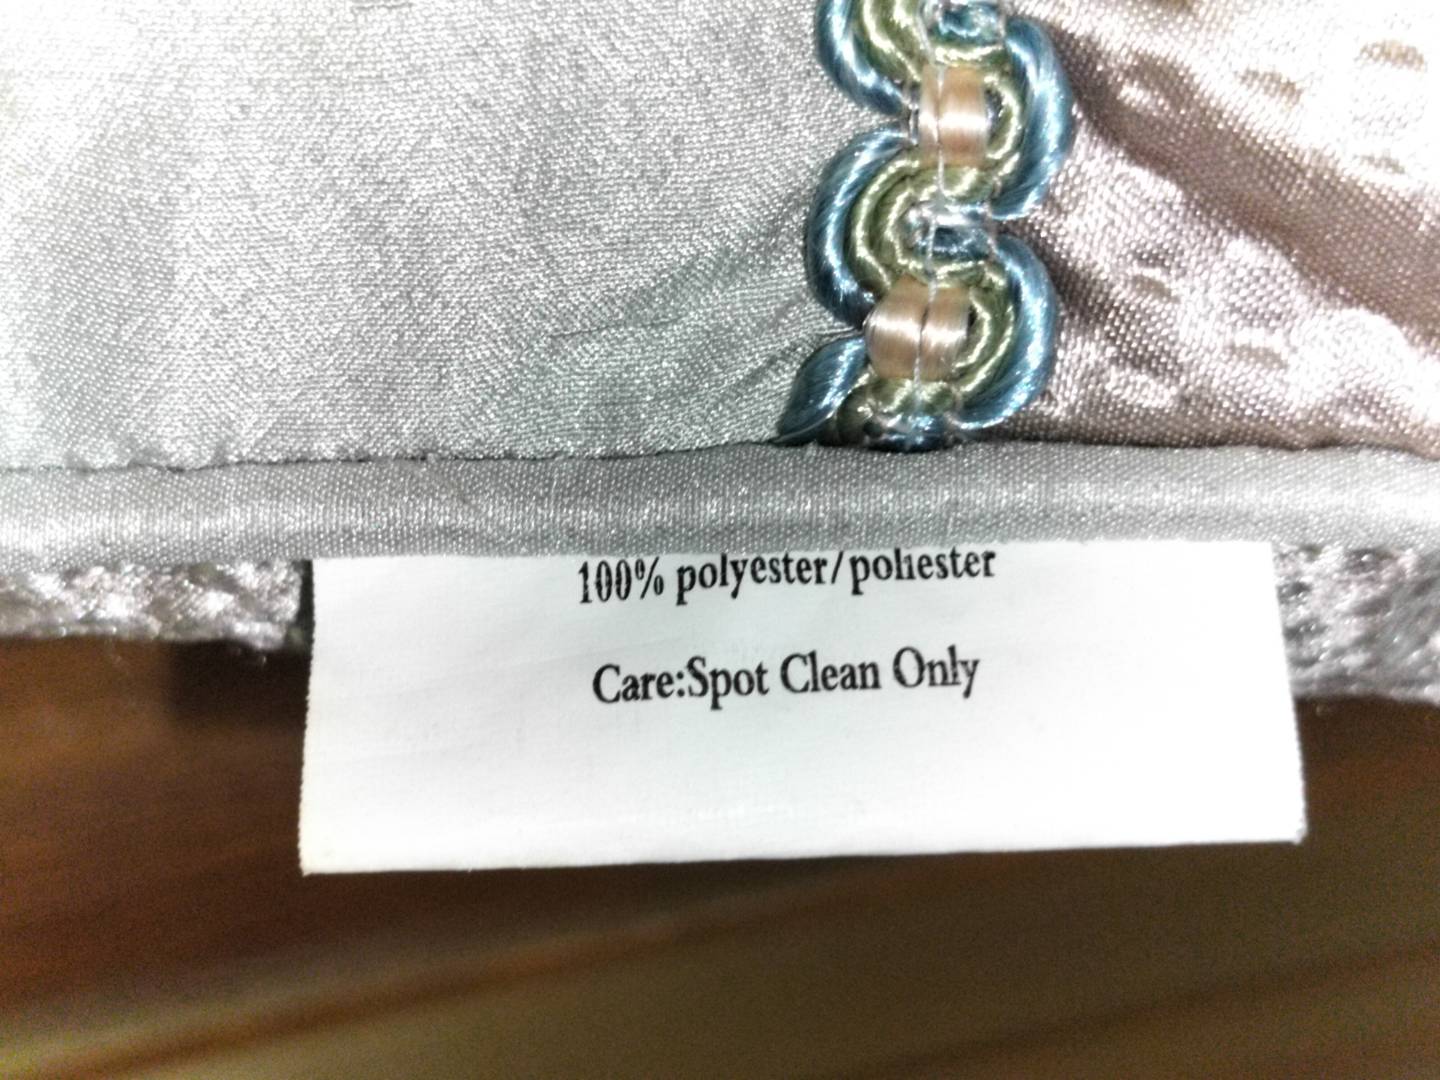 100% polyester/poliester
Care:Spot Clean Only